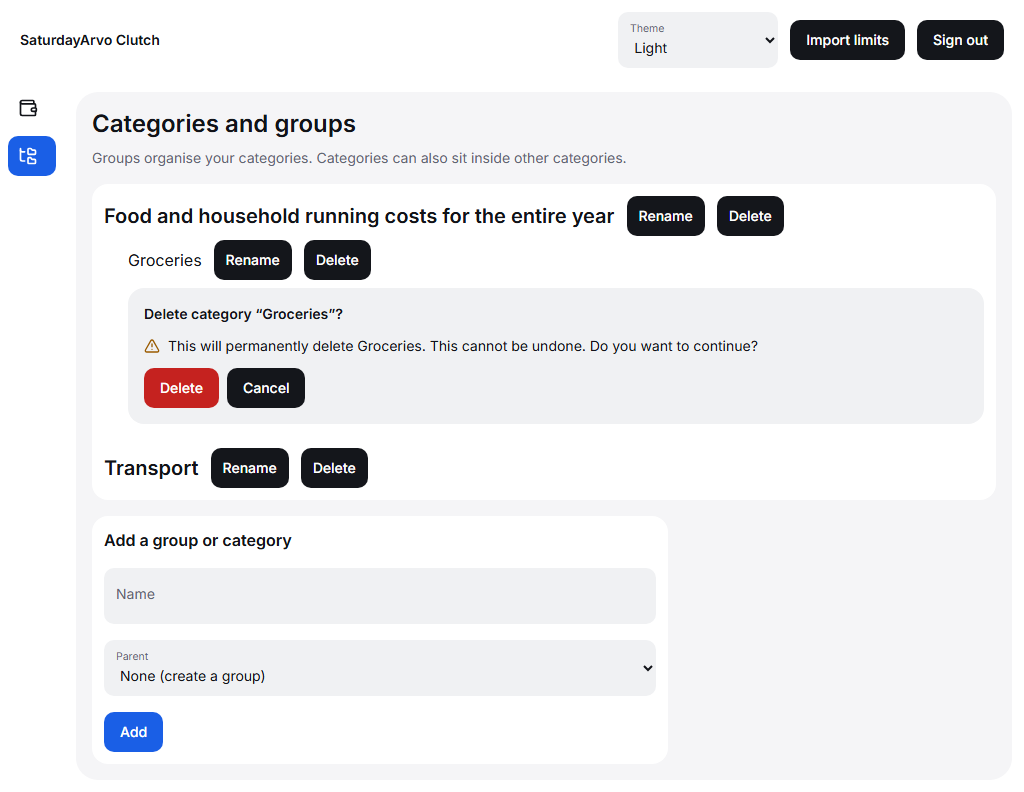 SaturdayArvo Clutch
Theme
Light
Import limits
Sign out
Categories and groups
Groups organise your categories. Categories can also sit inside other categories.
Food and household running costs for the entire year
Rename
Delete
Groceries
Rename
Delete
Delete category “Groceries”?
This will permanently delete Groceries. This cannot be undone. Do you want to continue?
Delete
Cancel
Transport
Rename
Delete
Add a group or category
Name
Parent
None (create a group)
Add